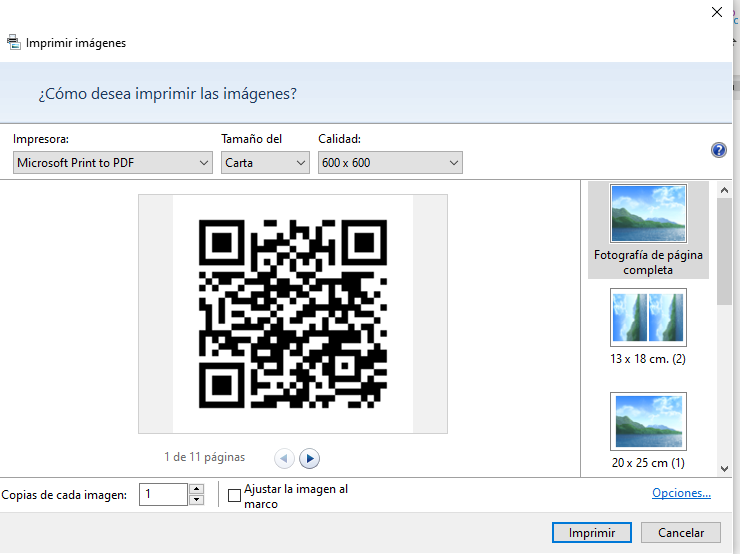 Imprimir imágenes
¿Cómo desea imprimir las imágenes?
Impresora:
Tamaño del
Calidad:
Microsoft Print to PDF
Carta
600 x 600
Fotografía de página
completa
13 x 18 cm. (2)
20 x 25 cm (1)
1 de 11 páginas
Copias de cada imagen:
1
Ajustar la imagen al
marco
Opciones...
Imprimir
Cancelar